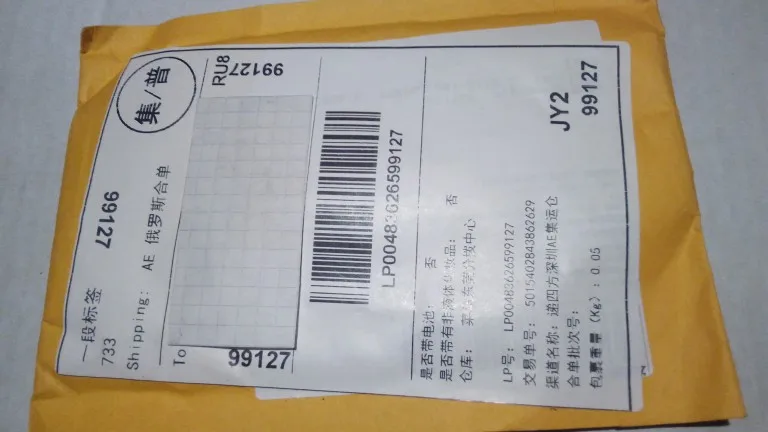 一段标签
733
99127
集/普
Shipping: AE 俄罗斯合单
To
RU8
99127
99127
LP00483626599127
是否带电池: 否
是否带有非液体化妆品: 否
仓库:
LP号: LP00483626599127
交易单号: 5015402843862629
渠道名称: 递四方深圳AE集运仓
合单批次号:
包裹重量(Kg): 0.05
JY2
99127